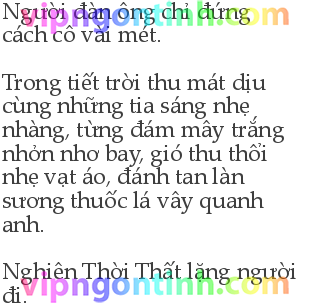 Người đàn ông chỉ đứng
vipngontinh.com
cách cô vài mét.
Trong tiết trời thu mát dịu
cùng những tia sáng nhẹ
nhàng, từng đám mây trắng
nhởn nhơ bay, gió thu thổi
nhẹ vạt áo, đánh tan làn
sương thuốc lá vây quanh
anh.
Nghiên Thời Thất lặng người
vipngontinh.com
đi.